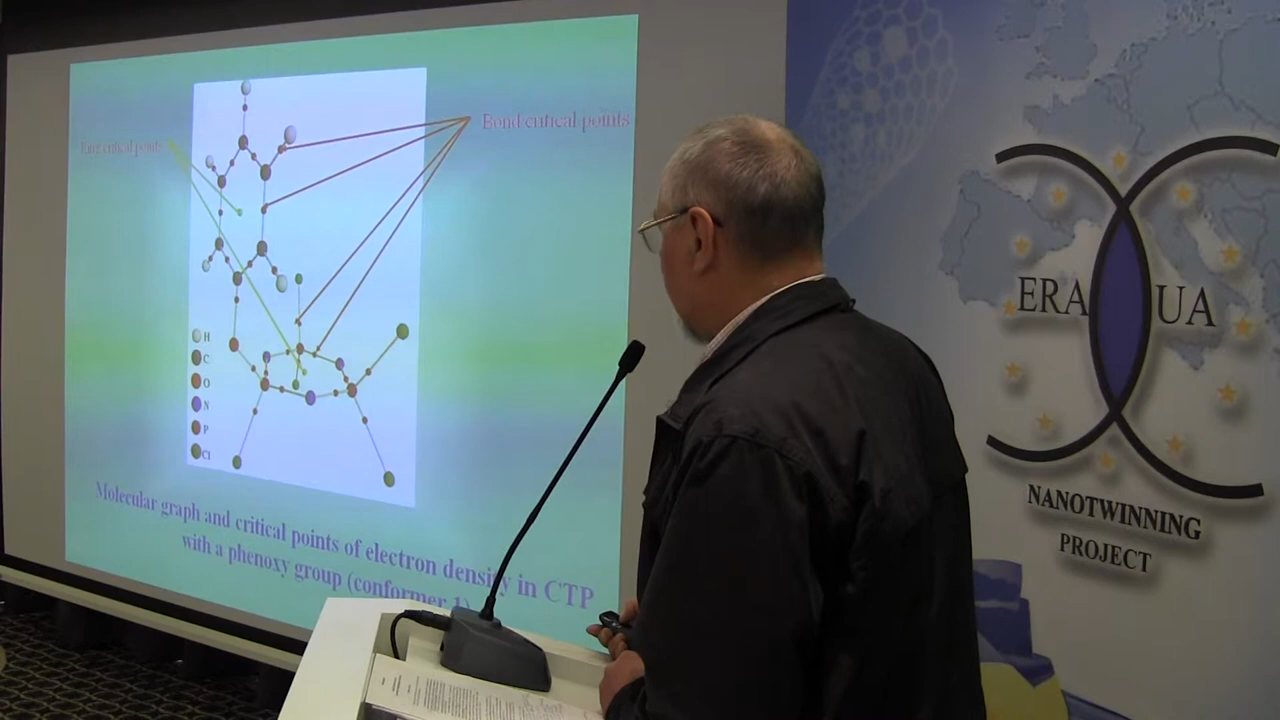 Bond critical points
Ring critical points
H
C
O
N
P
Cl
Molecular graph and critical points of electron density in CTP
with a phenoxy group (conformer 1)
ERA UA
NANOTWINNING
PROJECT